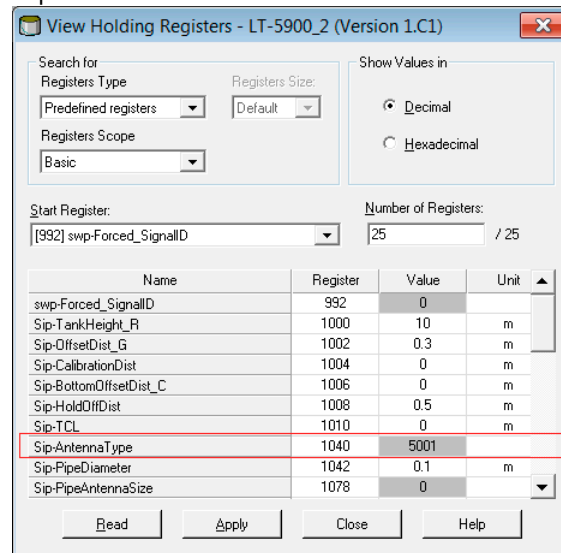 View Holding Registers - LT-5900_2 (Version 1.C1)
Search for
Registers Type
Registers Size:
Predefined registers
Default
Registers Scope
Basic
Show Values in
Decimal
Hexadecimal
Start Register:
Number of Registers:
[992] swp-Forced_SignalID
25 / 25
Name Register Value Unit
swp-Forced_SignalID 992 0
Sip-TankHeight_R 1000 10 m
Sip-OffsetDist_G 1002 0.3 m
Sip-CalibrationDist 1004 0 m
Sip-BottomOffsetDist_C 1006 0 m
Sip-HoldOffDist 1008 0.5 m
Sip-TCL 1010 0 m
Sip-AntennaType 1040 5001
Sip-PipeDiameter 1042 0.1 m
Sip-PipeAntennaSize 1078 0
Read Apply Close Help